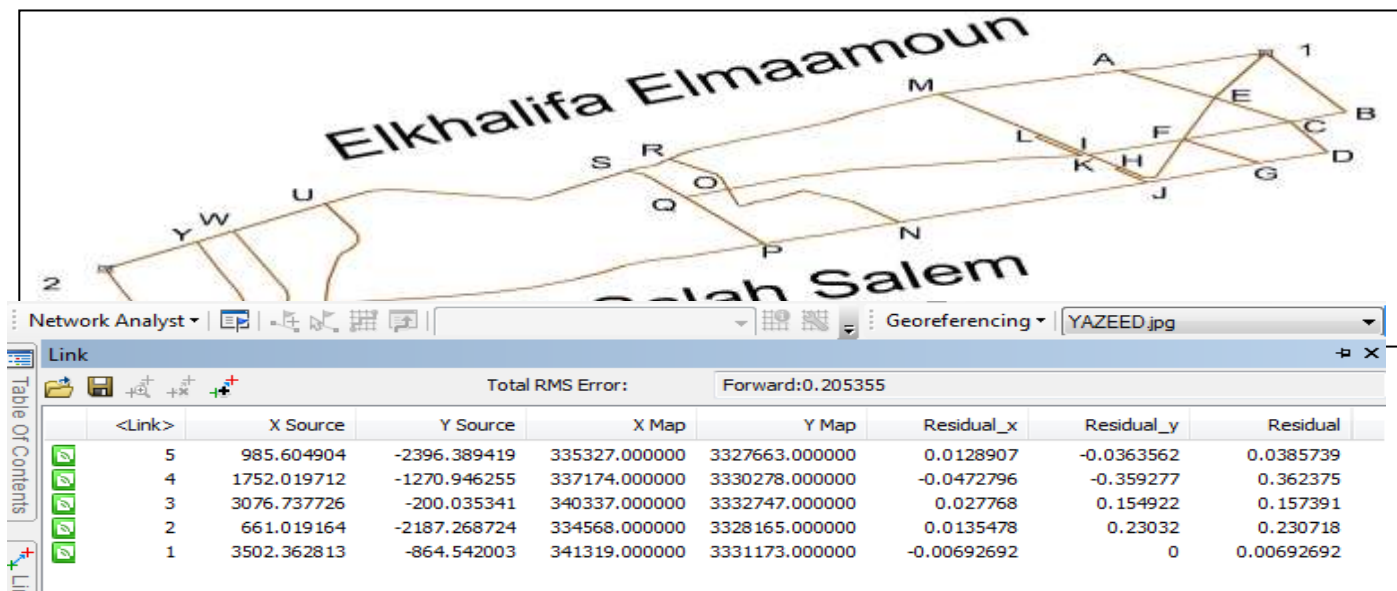 Elkhalifa Elmaamoun
1
A
M
E
B
C
F
D
L
I
R
S
K
H
G
O
J
U
Q
W
N
Y
P
2
Salah Salem
Network Analyst Georeferencing YAZEED.jpg
Link
Table Of Contents
Total RMS Error: Forward:0.205355
<Link> X Source Y Source X Map Y Map Residual_x Residual_y Residual
5 985.604904 -2396.389419 335327.000000 3327663.000000 0.0128907 -0.0363562 0.0385739
4 1752.019712 -1270.946255 337174.000000 3330278.000000 -0.0472796 -0.359277 0.362375
3 3076.737726 -200.035341 340337.000000 3332747.000000 0.027768 0.154922 0.157391
2 661.019164 -2187.268724 334568.000000 3328165.000000 0.0135478 0.23032 0.230718
1 3502.362813 -864.542003 341319.000000 3331173.000000 -0.00692692 0 0.00692692